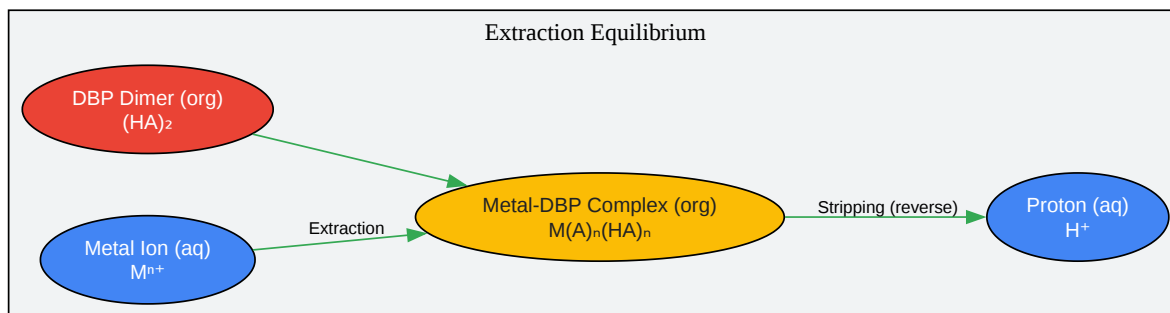 Extraction Equilibrium
DBP Dimer (org)
(HA)₂
Metal Ion (aq)
Mⁿ⁺
Extraction
Metal-DBP Complex (org)
M(A)ₙ(HA)ₙ
Stripping (reverse)
Proton (aq)
H⁺